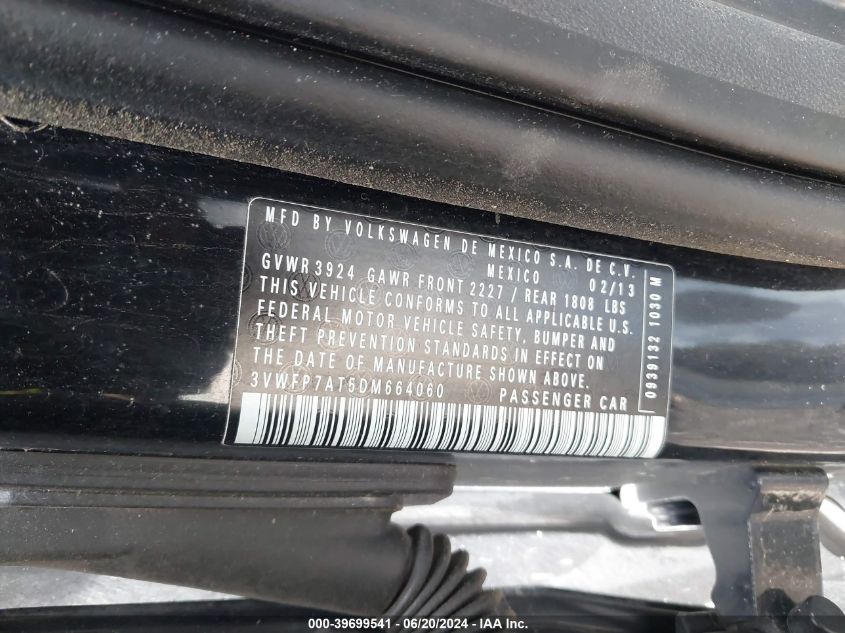 MFD BY VOLKSWAGEN DE MEXICO S.A. DE C.V.
MEXICO 02/13
GVWR 3924 GAWR FRONT 2227 / REAR 1808 LBS
THIS VEHICLE CONFORMS TO ALL APPLICABLE U.S.
FEDERAL MOTOR VEHICLE SAFETY, BUMPER AND
THEFT PREVENTION STANDARDS IN EFFECT ON
THE DATE OF MANUFACTURE SHOWN ABOVE.
3VWFP7AT5DM664060 PASSENGER CAR
0939132 1030 M
000-39699541 - 06/20/2024 - IAA Inc.